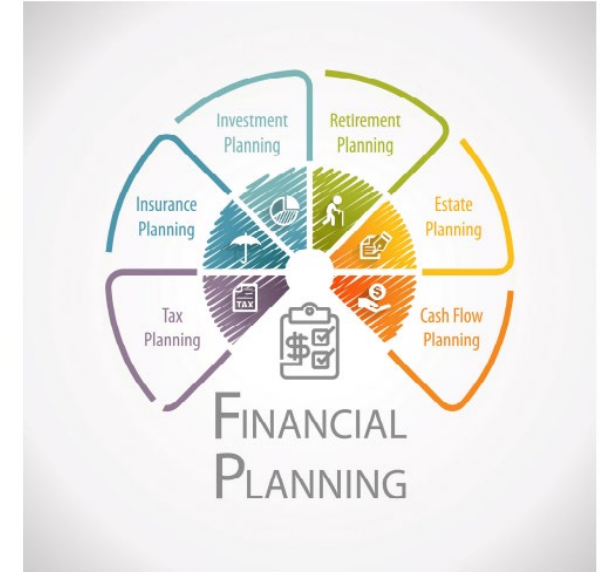 Investment
Planning
Retirement
Planning
Insurance
Planning
Estate
Planning
Tax
Planning
TAX
$
Cash Flow
Planning
$
FINANCIAL
PLANNING